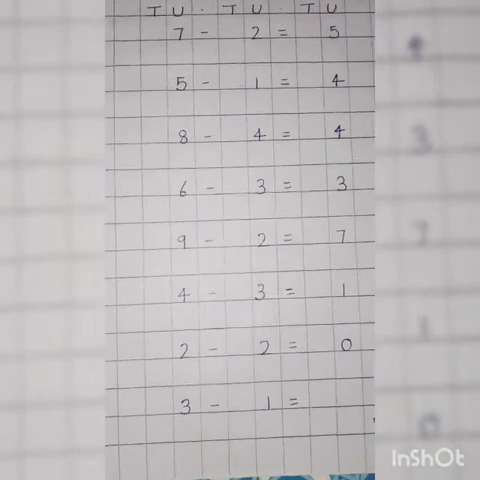 T U . T U . T U
7 - 2 = 5
5 - 1 = 4
8 - 4 = 4
6 - 3 = 3
9 - 2 = 7
4 - 3 = 1
2 - 2 = 0
3 - 1 =
InShOt